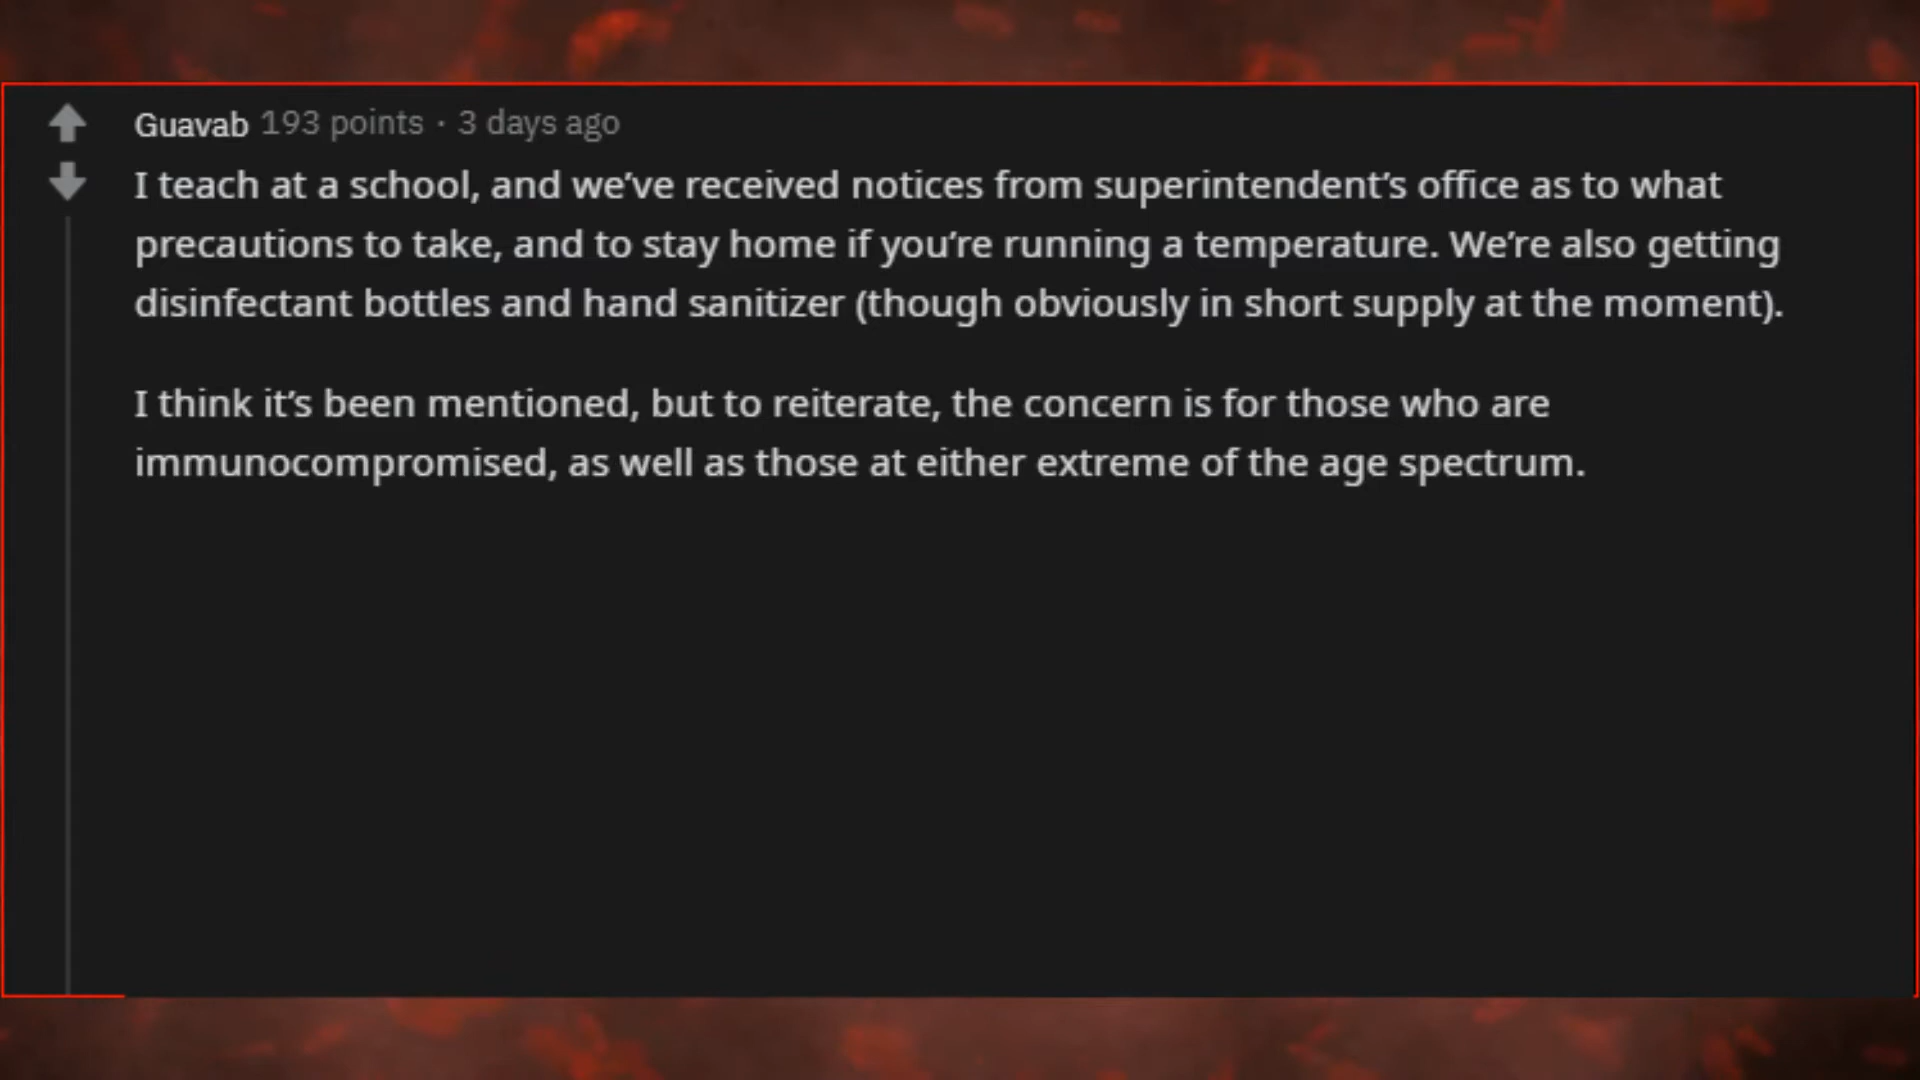 Guavab 193 points · 3 days ago
I teach at a school, and we’ve received notices from superintendent’s office as to what
precautions to take, and to stay home if you’re running a temperature. We’re also getting
disinfectant bottles and hand sanitizer (though obviously in short supply at the moment).
I think it’s been mentioned, but to reiterate, the concern is for those who are
immunocompromised, as well as those at either extreme of the age spectrum.